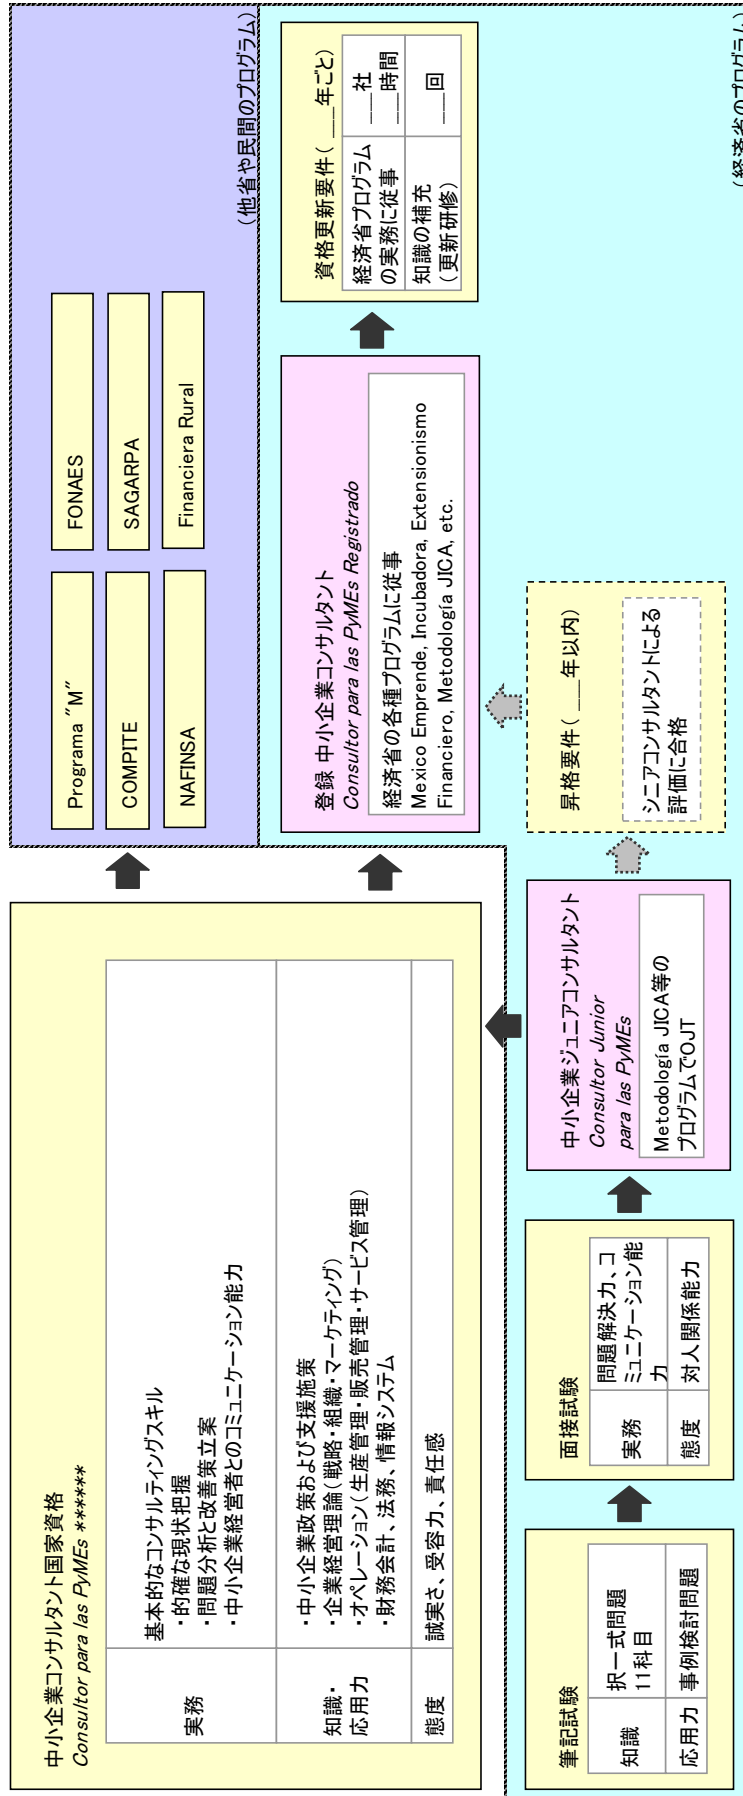 中小企業コンサルタント国家資格
Consultor para las PyMEs ******
実務
基本的なコンサルティングスキル
・的確な現状把握
・問題分析と改善策立案
・中小企業経営者とのコミュニケーション能力
知識・
応用力
・中小企業政策および支援施策
・企業経営理論(戦略・組織・マーケティング)
・オペレーション(生産管理・販売管理・サービス管理)
・財務会計、法務、情報システム
態度
誠実さ、受容力、責任感
Programa "M"
FONAES
COMPITE
SAGARPA
NAFINSA
Financiera Rural
(他省や民間のプログラム)
登録 中小企業コンサルタント
Consultor para las PyMEs Registrado
経済省の各種プログラムに従事
Mexico Emprende, Incubadora, Extensionismo
Financiero, Metodología JICA, etc.
資格更新要件( __年ごと)
経済省プログラム
の実務に従事
__社
__時間
知識の補充
(更新研修)
__回
筆記試験
知識
択一式問題
11科目
応用力
事例検討問題
面接試験
実務
問題解決力、コ
ミュニケーション能
力
態度
対人関係能力
中小企業ジュニアコンサルタント
Consultor Junior
para las PyMEs
Metodología JICA等の
プログラムでOJT
昇格要件( __年以内)
シニアコンサルタントによる
評価に合格
(経済省のプログラム)